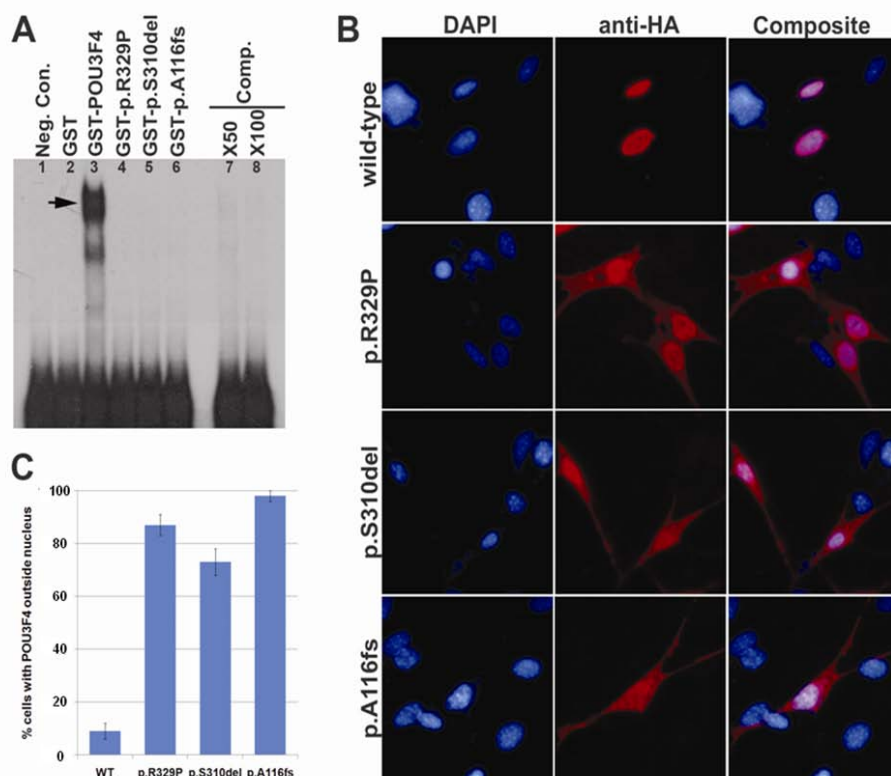 A
Neg. Con.
GST
GST-POU3F4
GST-p.R329P
GST-p.S310del
GST-p.A116fs
Comp.
X50
X100
1 2 3 4 5 6 7 8
B
DAPI anti-HA Composite
wild-type
p.R329P
p.S310del
p.A116fs
C
% cells with POU3F4 outside nucleus
100
80
60
40
20
0
WT p.R329P p.S310del p.A116fs